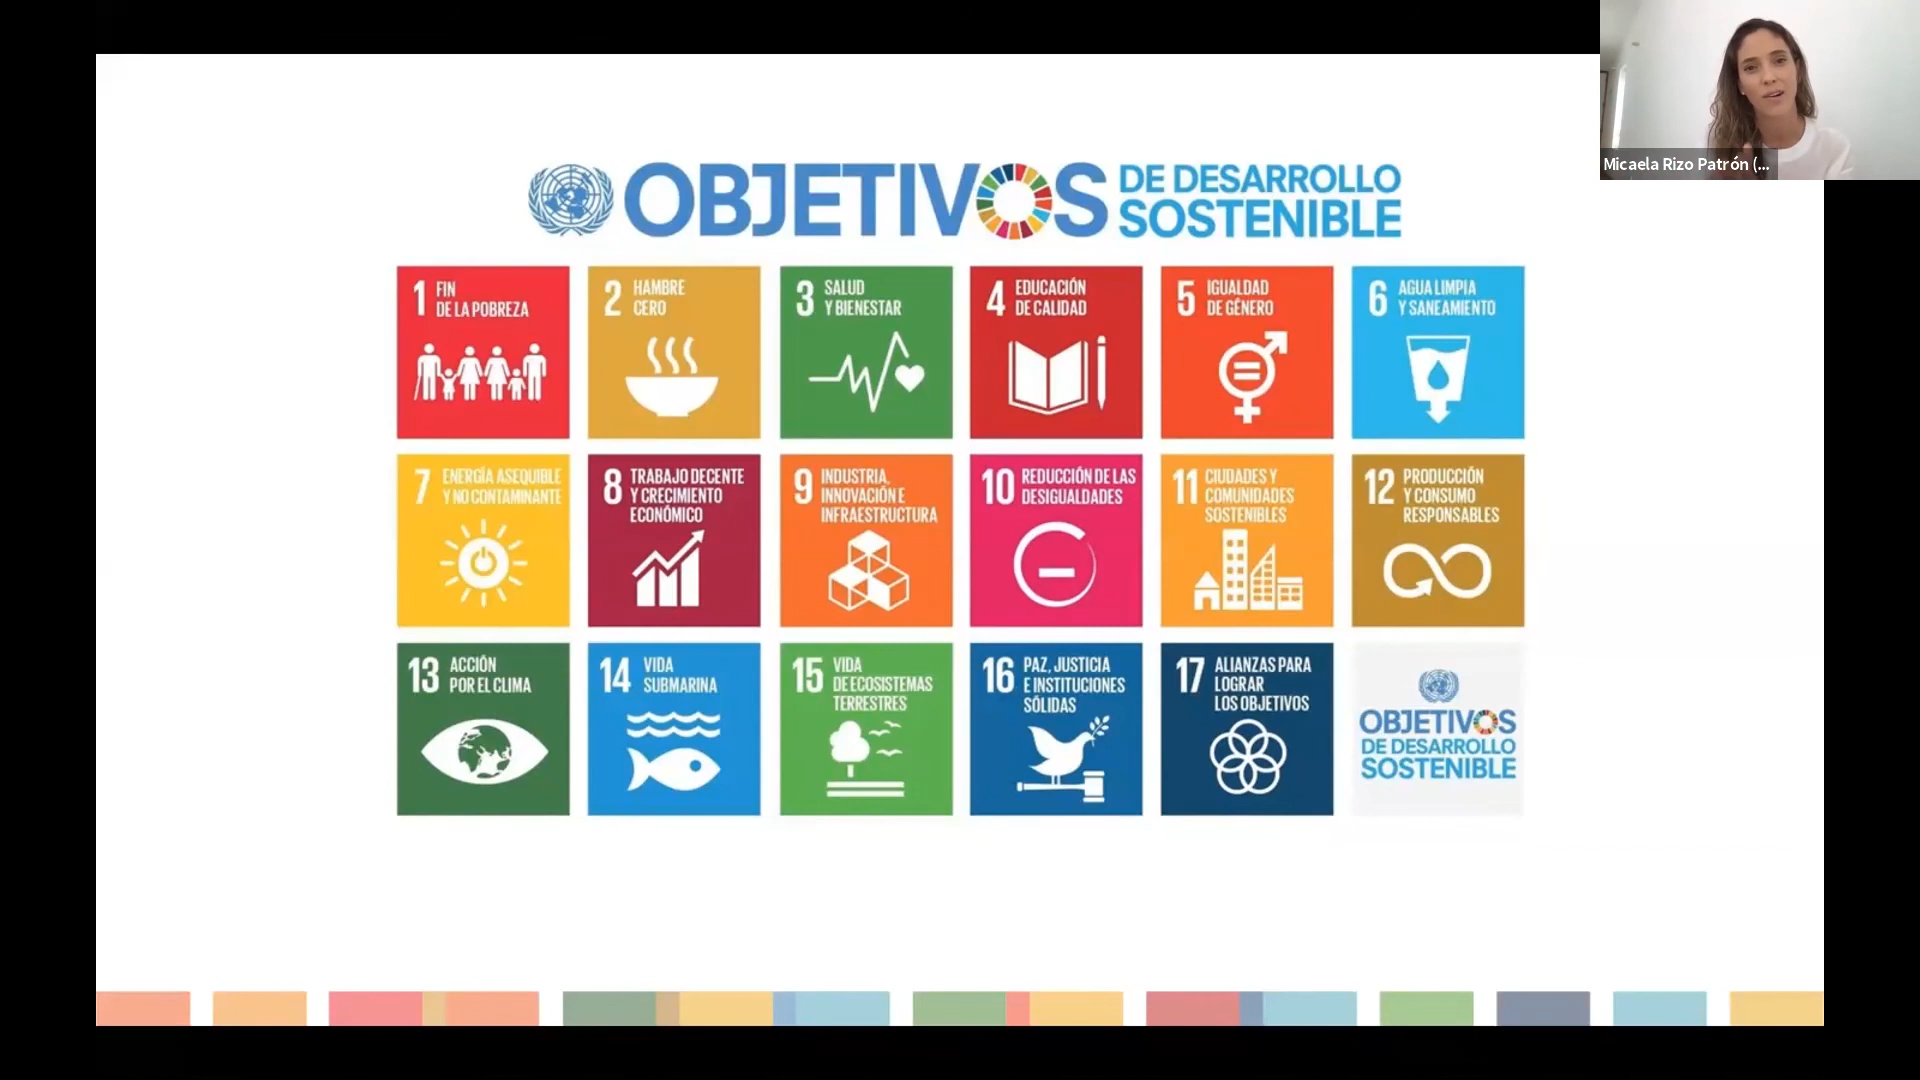 Micaela Rizo Patrón (...
OBJETIVOS
DE DESARROLLO
SOSTENIBLE
1 FIN
DE LA POBREZA
2 HAMBRE
CERO
3 SALUD
Y BIENESTAR
4 EDUCACIÓN
DE CALIDAD
5 IGUALDAD
DE GÉNERO
6 AGUA LIMPIA
Y SANEAMIENTO
7 ENERGÍA ASEQUIBLE
Y NO CONTAMINANTE
8 TRABAJO DECENTE
Y CRECIMIENTO
ECONÓMICO
9 INDUSTRIA,
INNOVACIÓN E
INFRAESTRUCTURA
10 REDUCCIÓN DE LAS
DESIGUALDADES
11 CIUDADES Y
COMUNIDADES
SOSTENIBLES
12 PRODUCCIÓN
Y CONSUMO
RESPONSABLES
13 ACCIÓN
POR EL CLIMA
14 VIDA
SUBMARINA
15 VIDA
DE ECOSISTEMAS
TERRESTRES
16 PAZ, JUSTICIA
E INSTITUCIONES
SÓLIDAS
17 ALIANZAS PARA
LOGRAR
LOS OBJETIVOS
OBJETIVOS
DE DESARROLLO
SOSTENIBLE